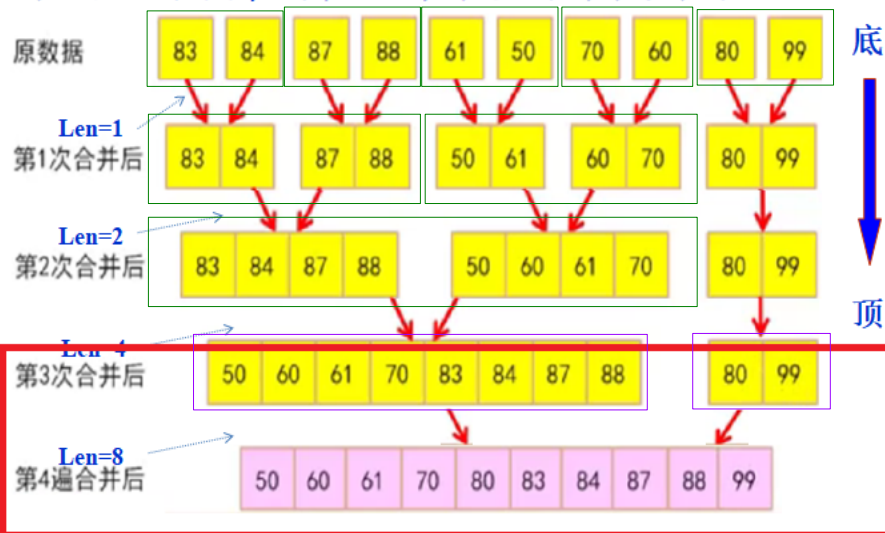 原数据 83 84 87 88 61 50 70 60 80 99 底
Len=1
第1次合并后 83 84 87 88 50 61 60 70 80 99
Len=2
第2次合并后 83 84 87 88 50 60 61 70 80 99
顶
Len=4
第3次合并后 50 60 61 70 83 84 87 88 80 99
Len=8
第4遍合并后 50 60 61 70 80 83 84 87 88 99